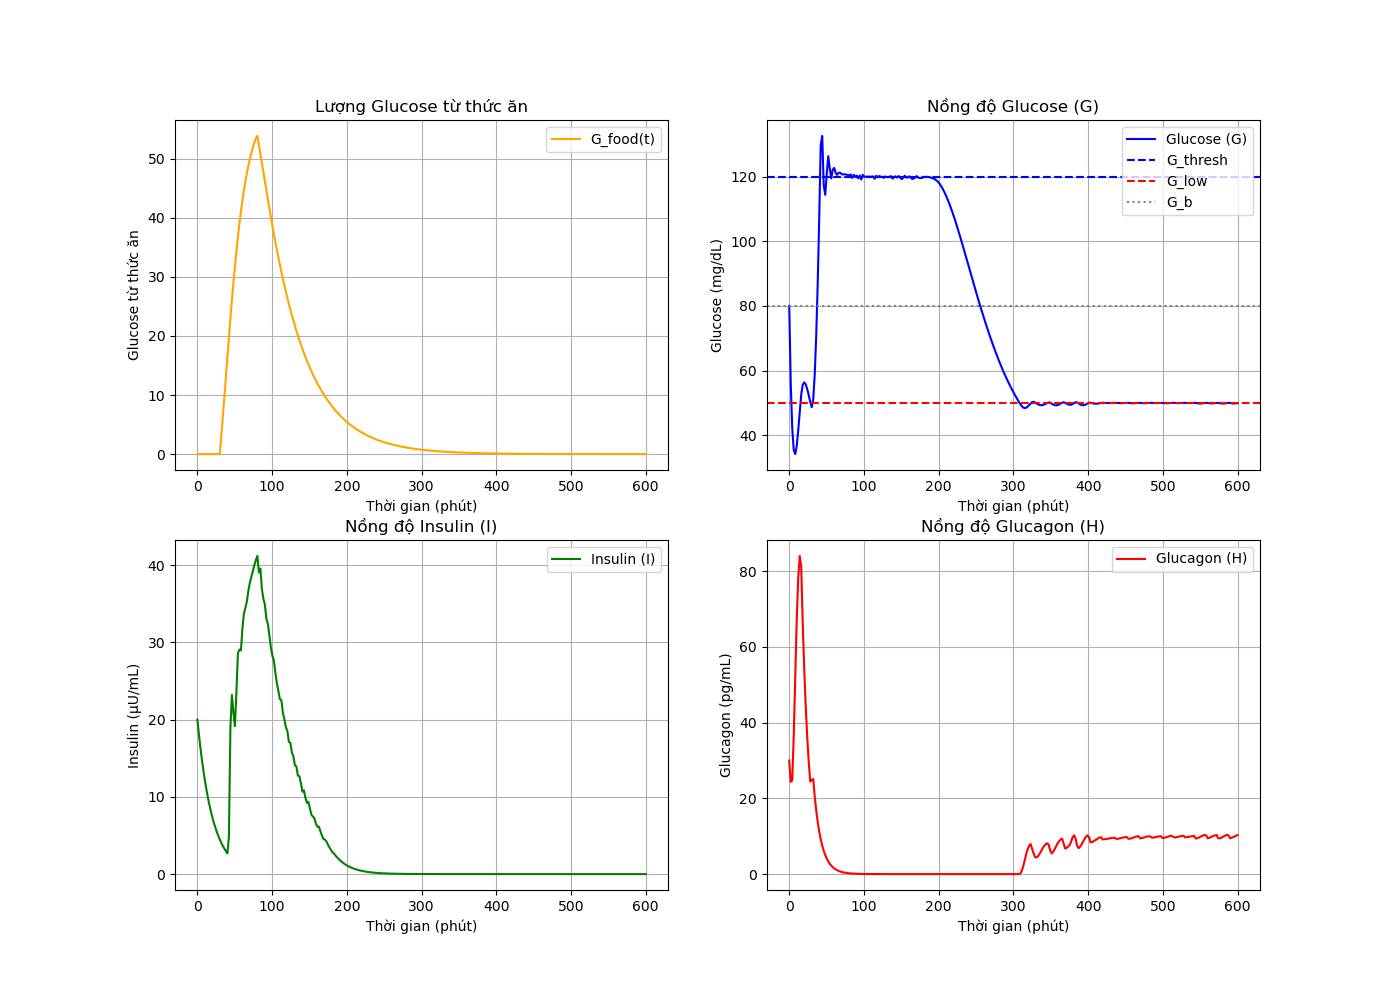 Lượng Glucose từ thức ăn
G_food(t)
Glucose từ thức ăn
50
40
30
20
10
0
0 100 200 300 400 500 600
Thời gian (phút)
Nồng độ Glucose (G)
Glucose (G)
G_thresh
G_low
G_b
Glucose (mg/dL)
120
100
80
60
40
0 100 200 300 400 500 600
Thời gian (phút)
Nồng độ Insulin (I)
Insulin (I)
Insulin (μU/mL)
40
30
20
10
0
0 100 200 300 400 500 600
Thời gian (phút)
Nồng độ Glucagon (H)
Glucagon (H)
Glucagon (pg/mL)
80
60
40
20
0
0 100 200 300 400 500 600
Thời gian (phút)